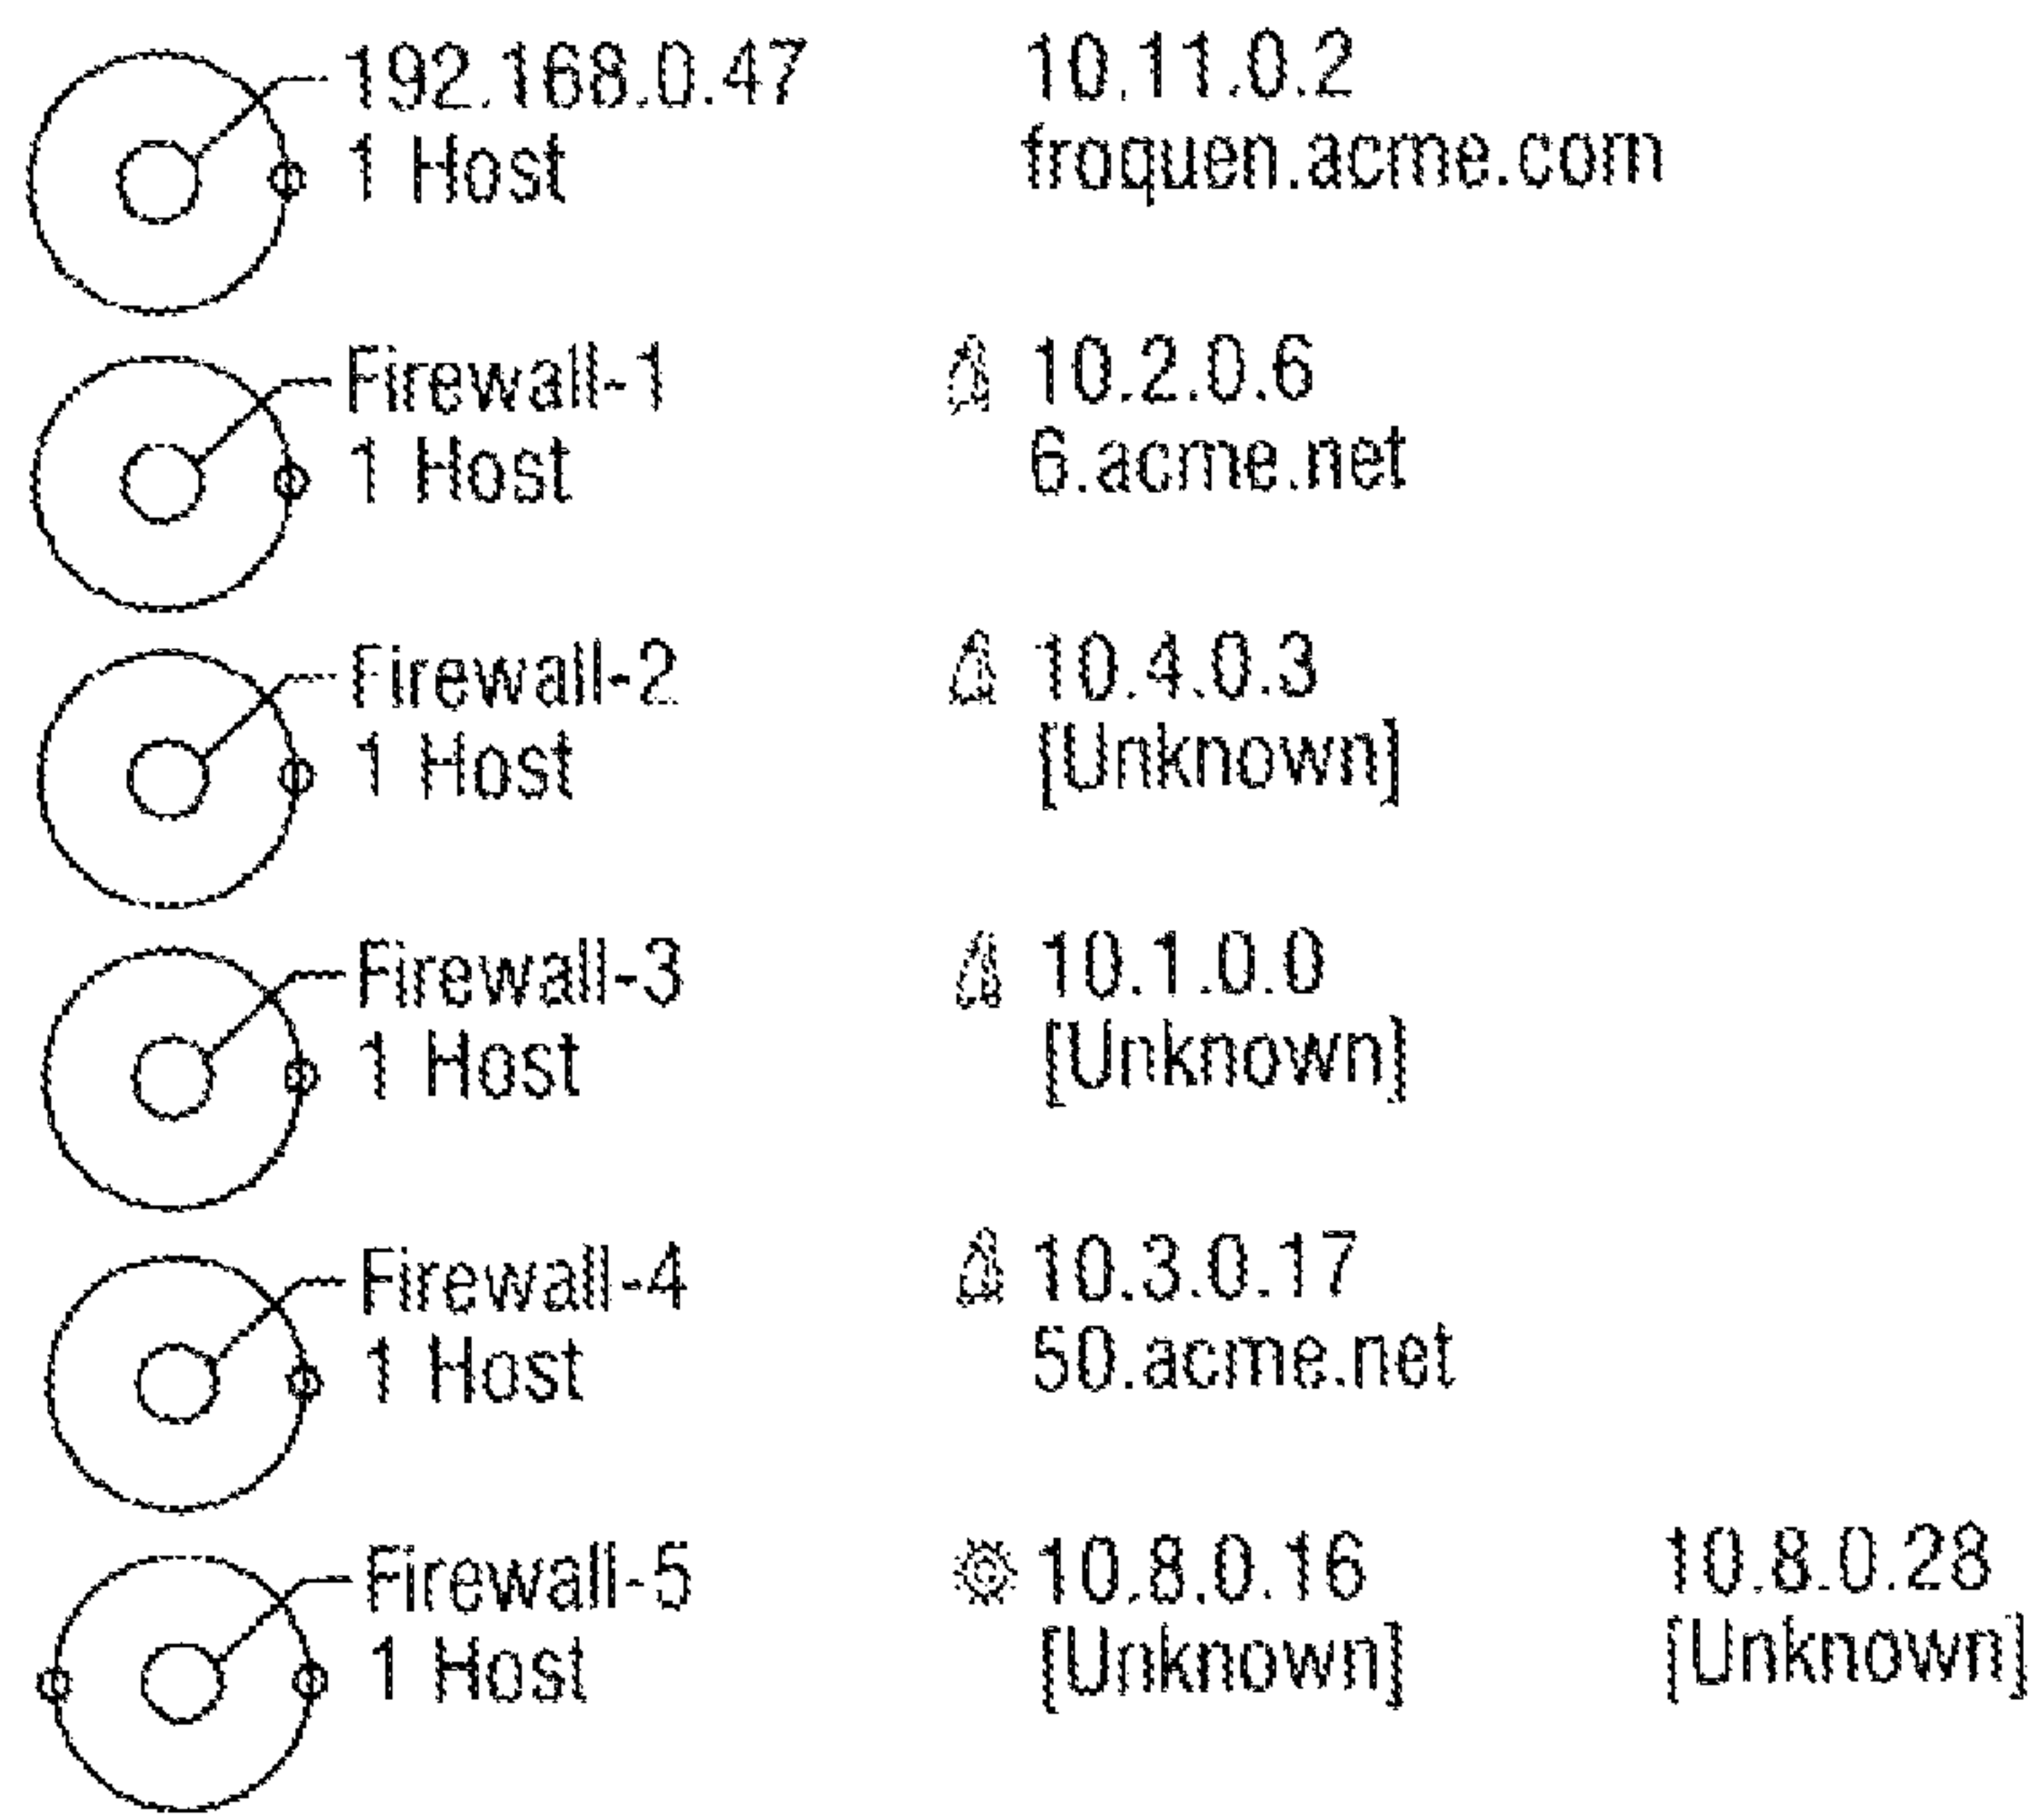 192.168.0.47 10.11.0.2
1 Host froquen.acme.com
Firewall-1 10.2.0.6
1 Host 6.acme.net
Firewall-2 10.4.0.3
1 Host [Unknown]
Firewall-3 10.1.0.0
1 Host [Unknown]
Firewall-4 10.3.0.17
1 Host 50.acme.net
Firewall-5 10.8.0.16 10.8.0.28
1 Host [Unknown] [Unknown]